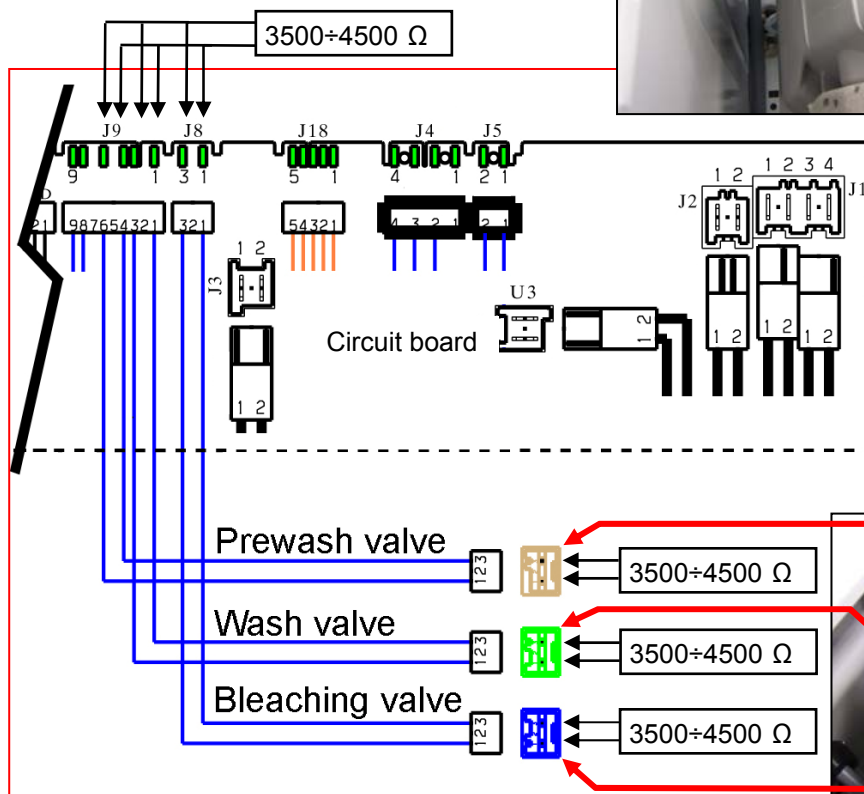 3500÷4500 Ω
J9 J8 J18 J4 J5
9 1 3 1 5 1 4 1 2 1
1 2 1 2 3 4
J2 J1
21 987654321 321 54321 4 3 2 1 2 1
1 2
J3
U3
Circuit board
1 2
1 2 1 2 1 2
1 2
Prewash valve
123
3500÷4500 Ω
Wash valve
123
3500÷4500 Ω
Bleaching valve
123
3500÷4500 Ω